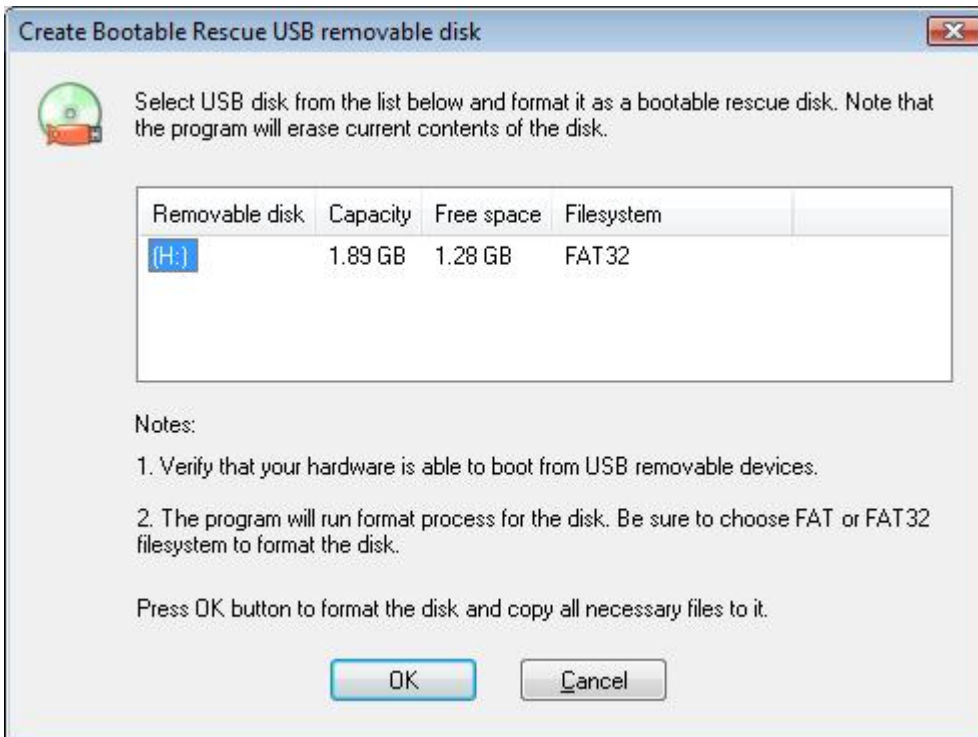 Create Bootable Rescue USB removable disk
Select USB disk from the list below and format it as a bootable rescue disk. Note that
the program will erase current contents of the disk.
Removable disk Capacity Free space Filesystem
(H:) 1.89 GB 1.28 GB FAT32
Notes:
1. Verify that your hardware is able to boot from USB removable devices.
2. The program will run format process for the disk. Be sure to choose FAT or FAT32
filesystem to format the disk.
Press OK button to format the disk and copy all necessary files to it.
OK Cancel